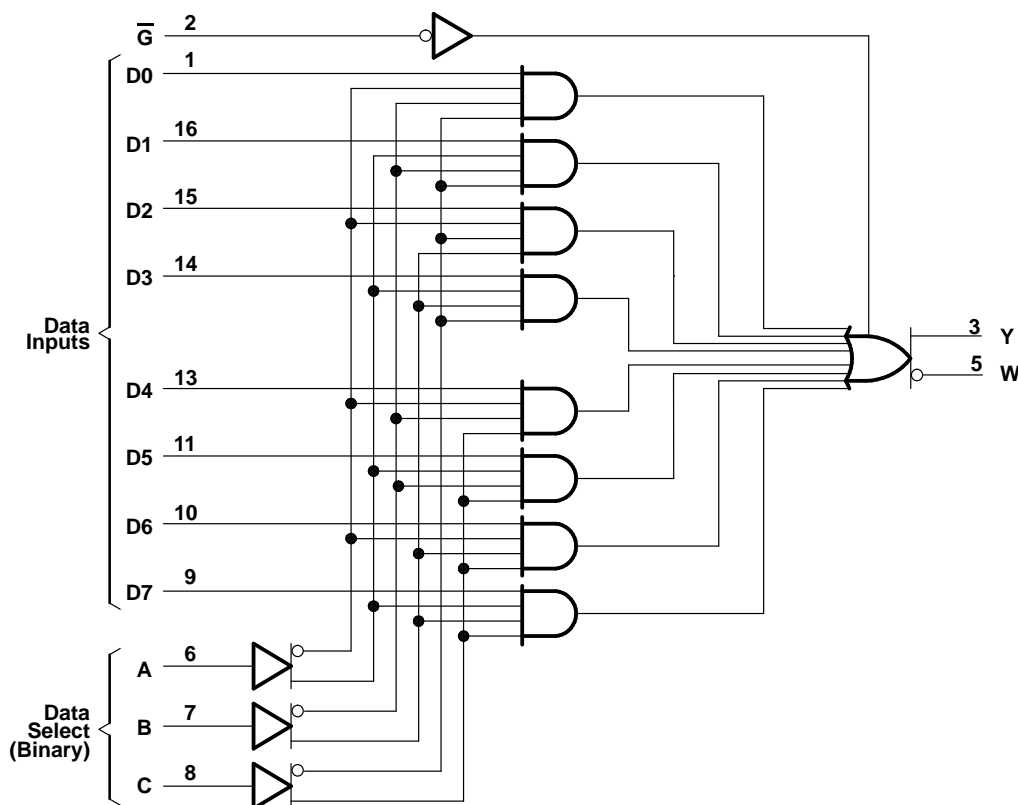 G̅ 2
D0 1
D1 16
D2 15
D3 14
Data
Inputs
3 Y
5 W
D4 13
D5 11
D6 10
D7 9
A 6
Data
Select
(Binary)
B 7
C 8